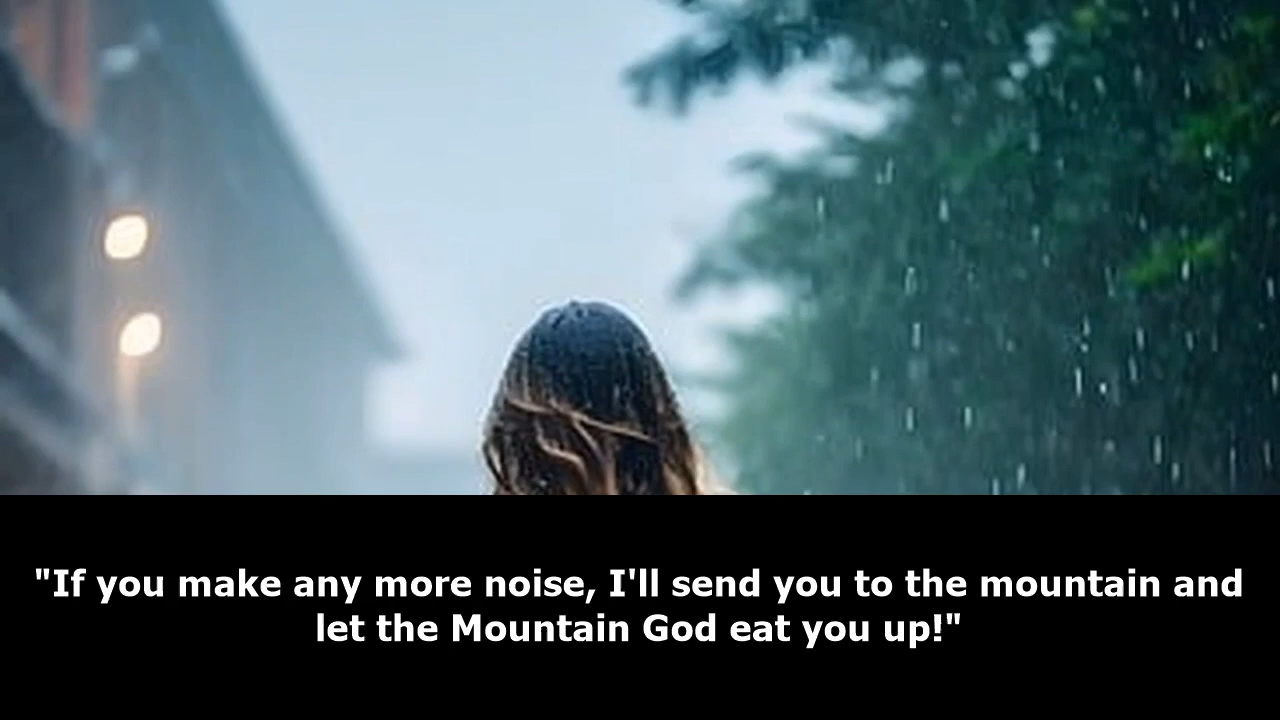 "If you make any more noise, I'll send you to the mountain and
let the Mountain God eat you up!"